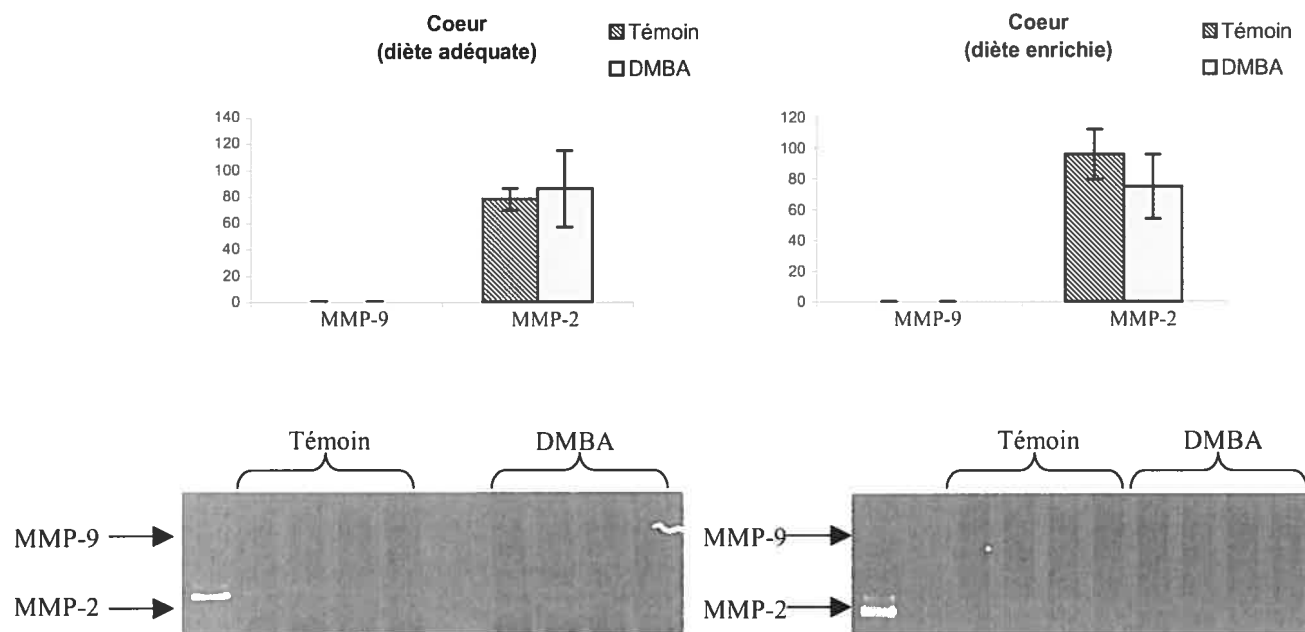 Coeur
(diète adéquate)
Témoin
DMBA
140
120
100
80
60
40
20
0
MMP-9 MMP-2
Coeur
(diète enrichie)
Témoin
DMBA
120
100
80
60
40
20
0
MMP-9 MMP-2
Témoin DMBA
MMP-9
MMP-2
Témoin DMBA
MMP-9
MMP-2